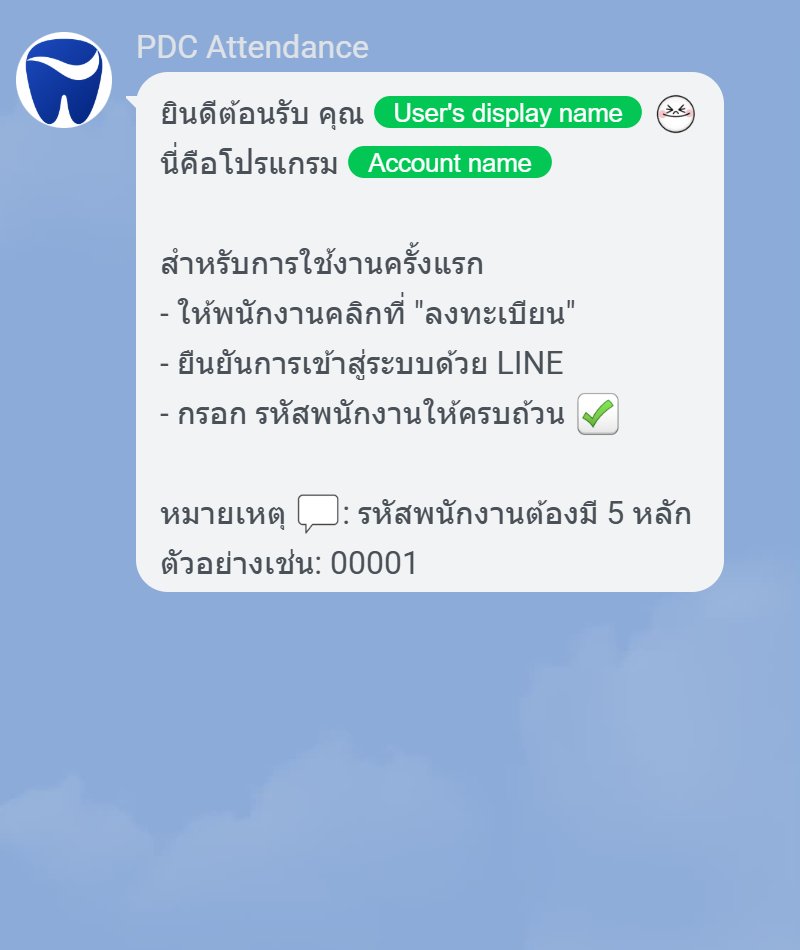 PDC Attendance
ยินดีต้อนรับ คุณ User's display name
นี่คือโปรแกรม Account name
สำหรับการใช้งานครั้งแรก
- ให้พนักงานคลิกที่ "ลงทะเบียน"
- ยืนยันการเข้าสู่ระบบด้วย LINE
- กรอก รหัสพนักงานให้ครบถ้วน ✅
หมายเหตุ 💬: รหัสพนักงานต้องมี 5 หลัก
ตัวอย่างเช่น: 00001